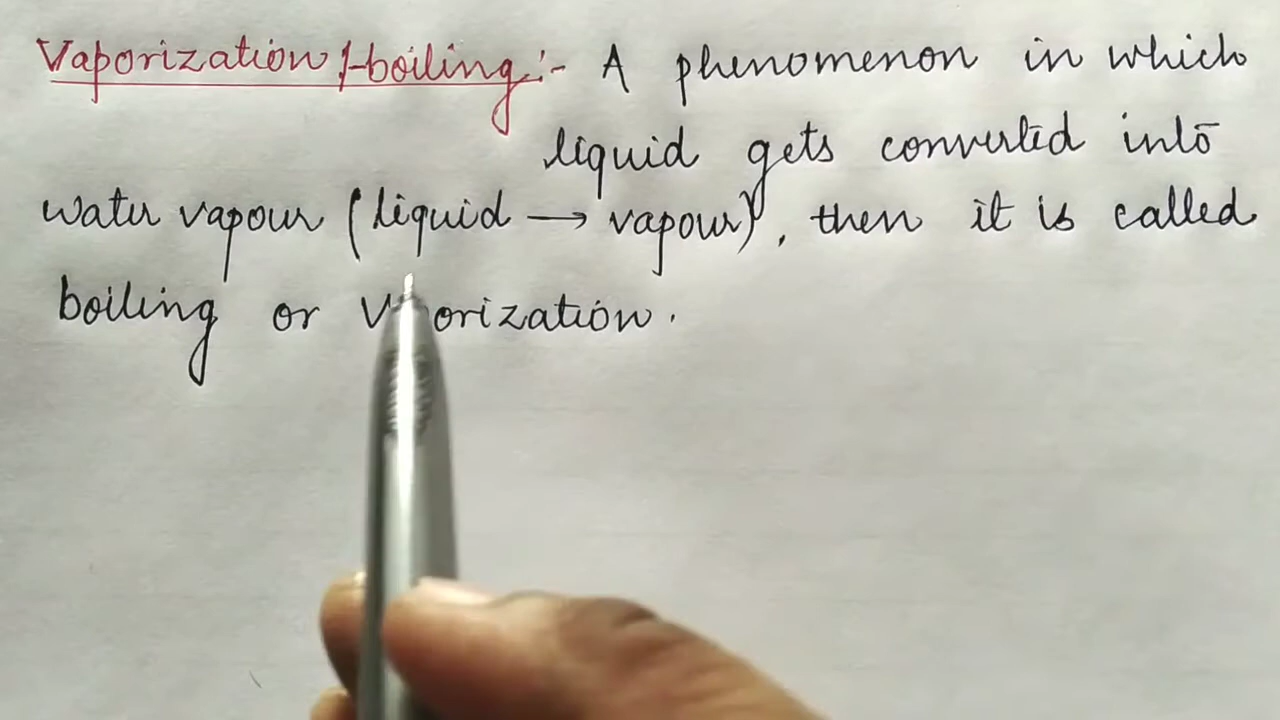 Vaporization/boiling:- A phenomenon in which
liquid gets converted into
water vapour (liquid → vapour), then it is called
boiling or orization.